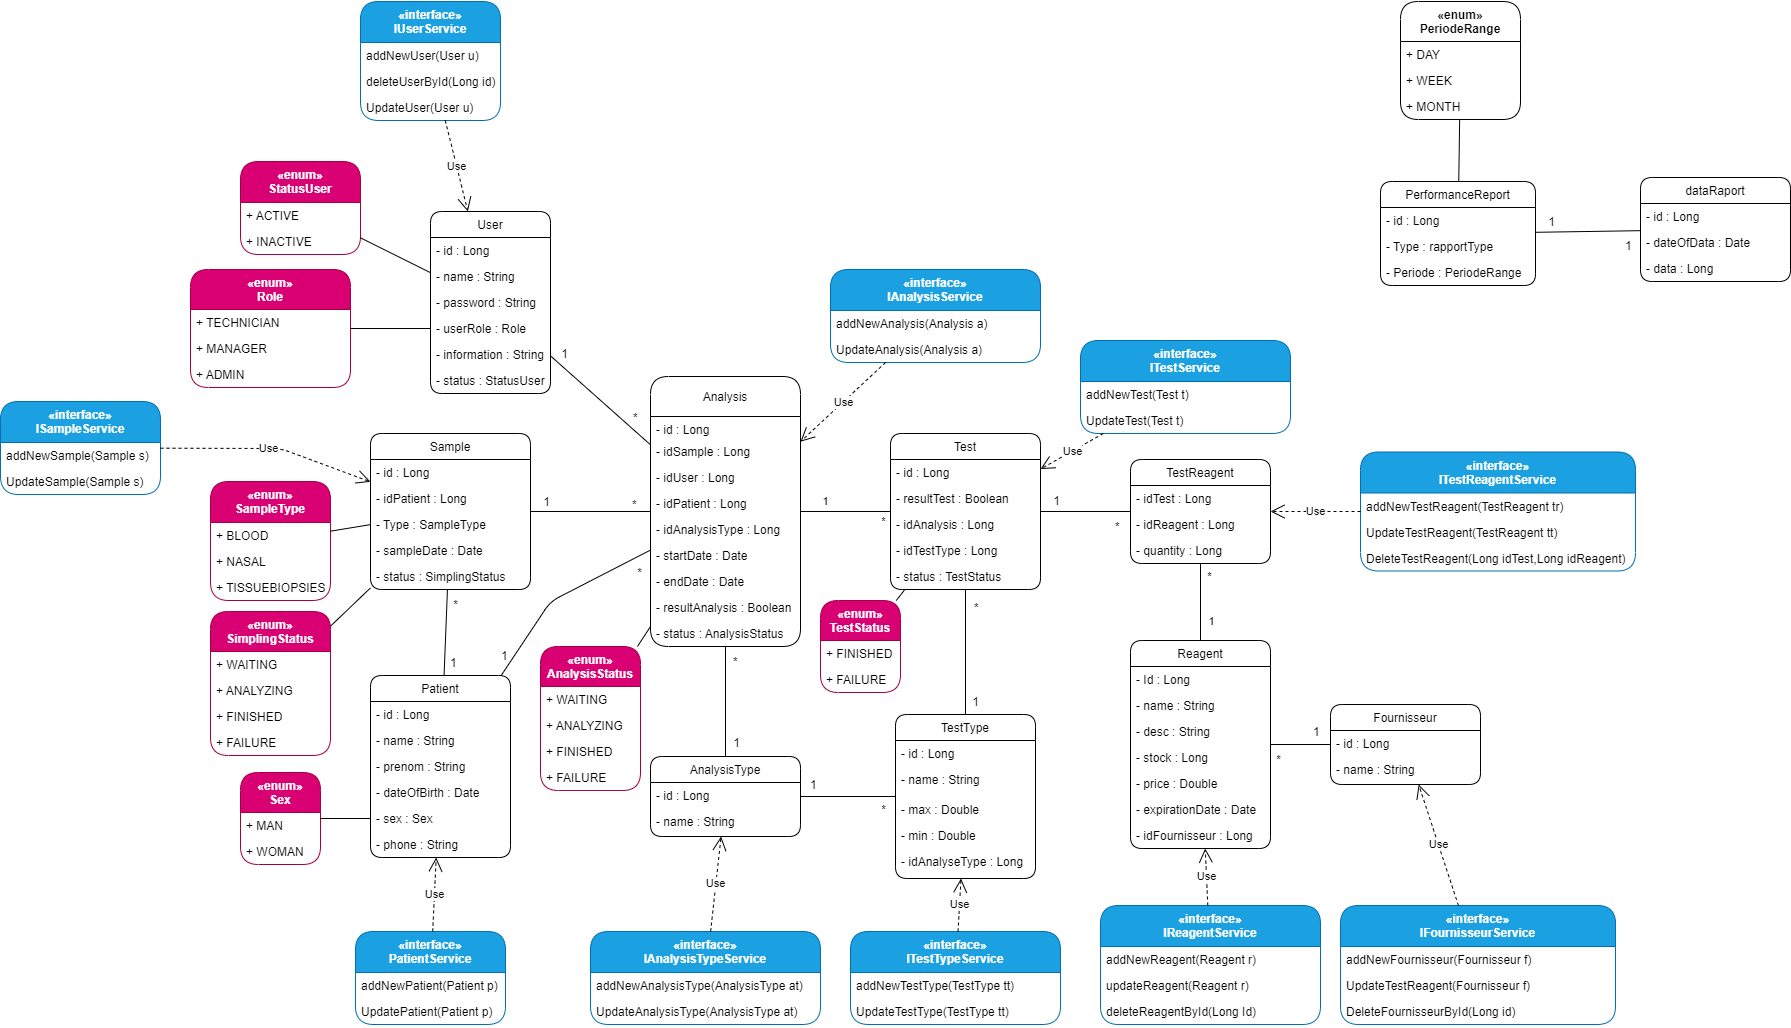 «interface»
IUserService
addNewUser(User u)
deleteUserById(Long id)
UpdateUser(User u)
Use
«enum»
PeriodeRange
+ DAY
+ WEEK
+ MONTH
PerformanceReport
- id : Long
- Type : rapportType
- Periode : PeriodeRange
1
1
dataRaport
- id : Long
- dateOfData : Date
- data : Long
«enum»
StatusUser
+ ACTIVE
+ INACTIVE
User
- id : Long
- name : String
- password : String
- userRole : Role
- information : String
- status : StatusUser
1
*
«enum»
Role
+ TECHNICIAN
+ MANAGER
+ ADMIN
«interface»
IAnalysisService
addNewAnalysis(Analysis a)
UpdateAnalysis(Analysis a)
Use
«interface»
ITestService
addNewTest(Test t)
UpdateTest(Test t)
Use
«interface»
ISampleService
addNewSample(Sample s)
UpdateSample(Sample s)
Use
Sample
- id : Long
- idPatient : Long
- Type : SampleType
- sampleDate : Date
- status : SimplingStatus
1
*
Analysis
- id : Long
- idSample : Long
- idUser : Long
- idPatient : Long
- idAnalysisType : Long
- startDate : Date
- endDate : Date
- resultAnalysis : Boolean
- status : AnalysisStatus
1
*
Test
- id : Long
- resultTest : Boolean
- idAnalysis : Long
- idTestType : Long
- status : TestStatus
1
*
TestReagent
- idTest : Long
- idReagent : Long
- quantity : Long
Use
«interface»
ITestReagentService
addNewTestReagent(TestReagent tr)
UpdateTestReagent(TestReagent tt)
DeleteTestReagent(Long idTest,Long idReagent)
«enum»
SampleType
+ BLOOD
+ NASAL
+ TISSUEBIOPSIES
«enum»
SimplingStatus
+ WAITING
+ ANALYZING
+ FINISHED
+ FAILURE
*
1
*
1
«enum»
AnalysisStatus
+ WAITING
+ ANALYZING
+ FINISHED
+ FAILURE
*
1
«enum»
TestStatus
+ FINISHED
+ FAILURE
*
1
*
1
Patient
- id : Long
- name : String
- prenom : String
- dateOfBirth : Date
- sex : Sex
- phone : String
«enum»
Sex
+ MAN
+ WOMAN
AnalysisType
- id : Long
- name : String
1
*
TestType
- id : Long
- name : String
- max : Double
- min : Double
- idAnalyseType : Long
Reagent
- Id : Long
- name : String
- desc : String
- stock : Long
- price : Double
- expirationDate : Date
- idFournisseur : Long
1
*
Fournisseur
- id : Long
- name : String
Use
Use
Use
Use
Use
«interface»
PatientService
addNewPatient(Patient p)
UpdatePatient(Patient p)
«interface»
IAnalysisTypeService
addNewAnalysisType(AnalysisType at)
UpdateAnalysisType(AnalysisType at)
«interface»
ITestTypeService
addNewTestType(TestType tt)
UpdateTestType(TestType tt)
«interface»
IReagentService
addNewReagent(Reagent r)
updateReagent(Reagent r)
deleteReagentById(Long Id)
«interface»
IFournisseurService
addNewFournisseur(Fournisseur f)
UpdateTestReagent(Fournisseur f)
DeleteFournisseurById(Long id)